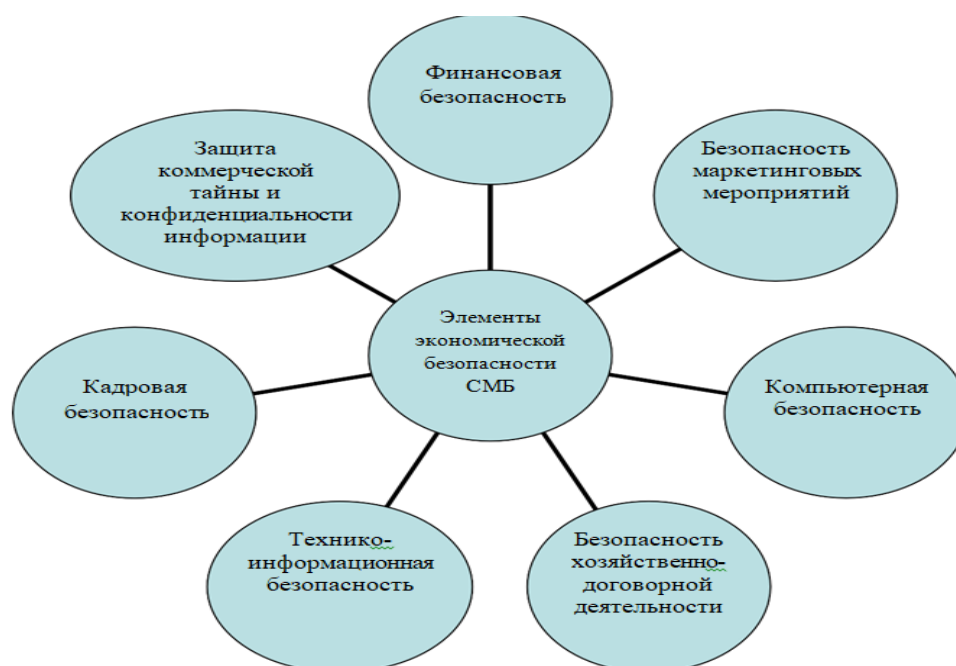 Финансовая
безопасность
Защита
коммерческой
тайны и
конфиденциальности
информации
Безопасность
маркетинговых
мероприятий
Элементы
экономической
безопасности
СМБ
Кадровая
безопасность
Компьютерная
безопасность
Технико-
информационная
безопасность
Безопасность
хозяйственно-
договорной
деятельности